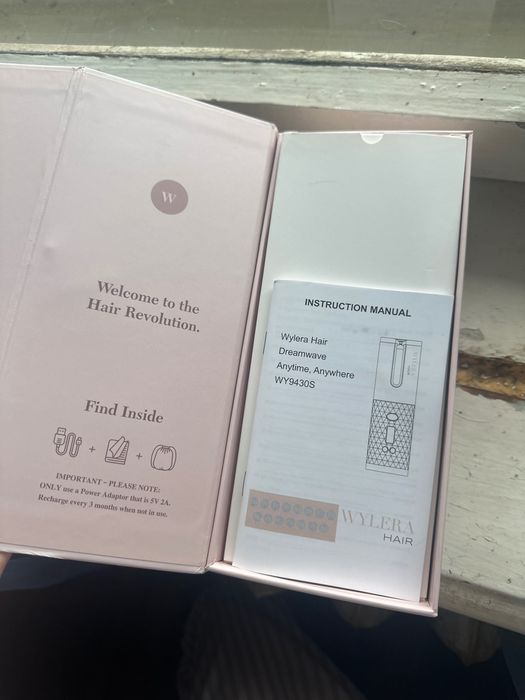 W
Welcome to the
Hair Revolution.
Find Inside
IMPORTANT - PLEASE NOTE:
ONLY use a Power Adaptor that is 5V 2A.
Recharge every 3 months when not in use.
INSTRUCTION MANUAL
Wylera Hair
Dreamwave
Anytime, Anywhere
WY9430S
WYLERA
HAIR